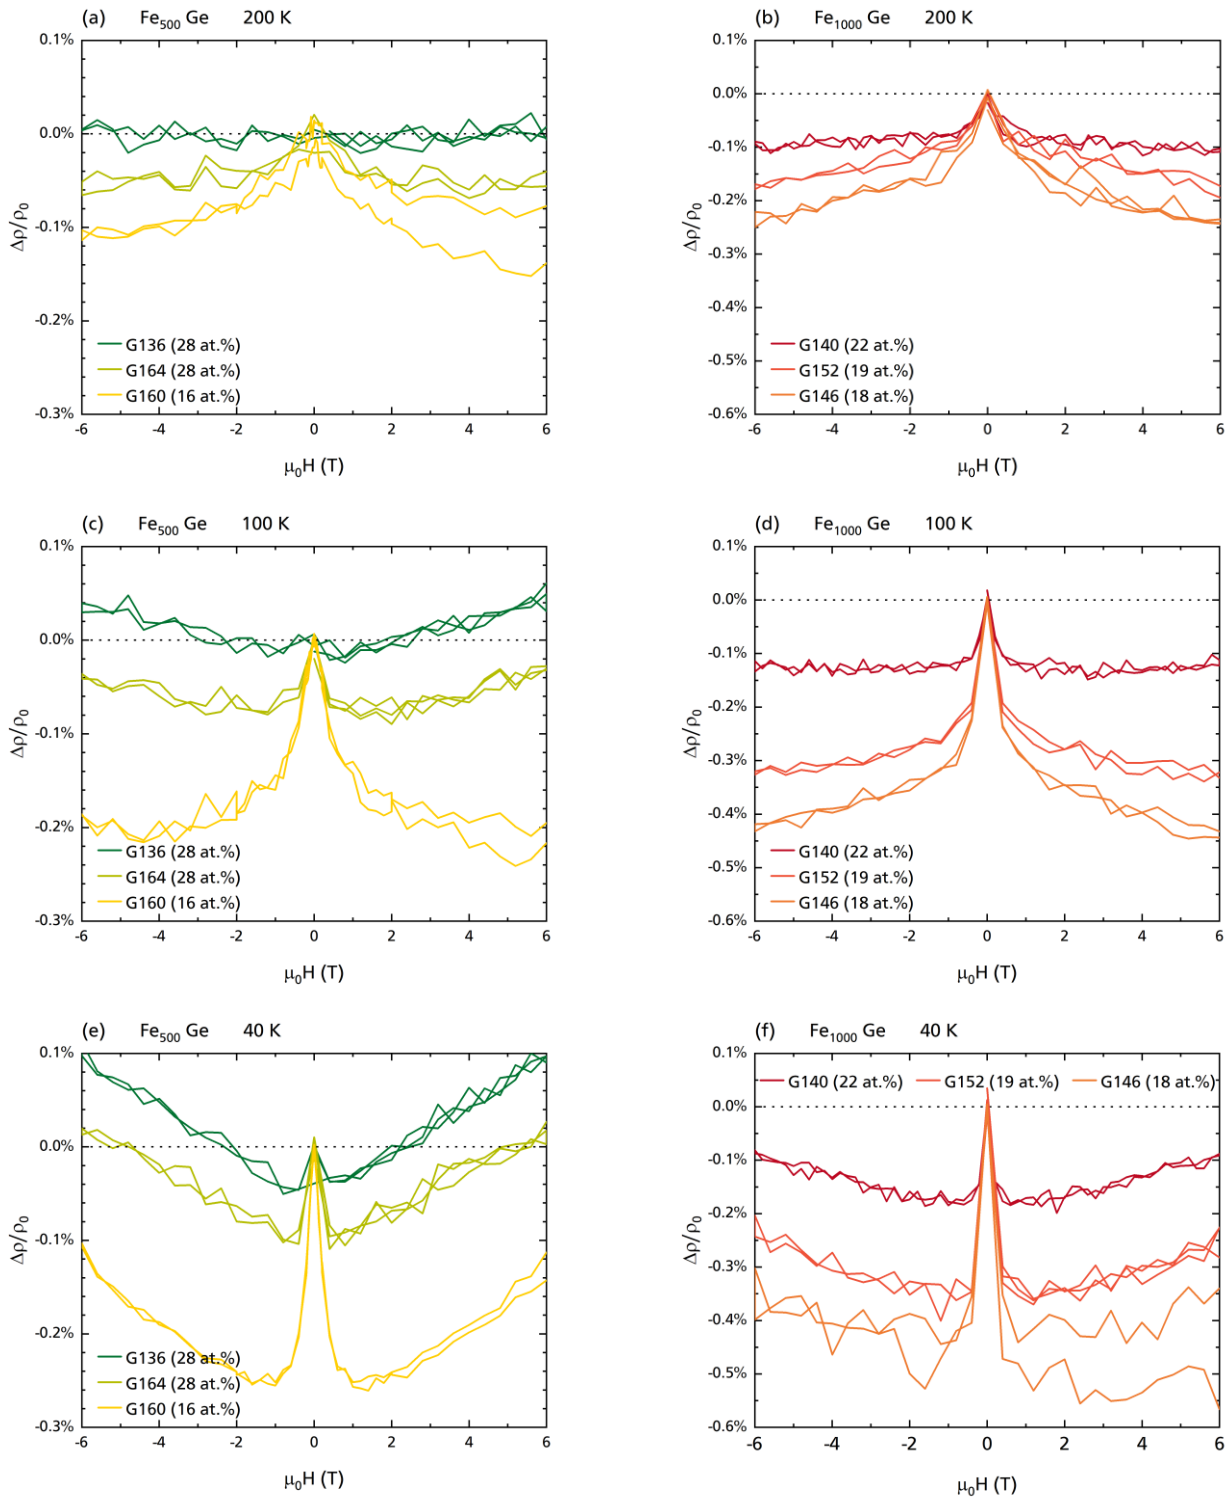 (a) Fe500 Ge 200 K
0.1%
0.0%
-0.1%
-0.2%
-0.3%
Δρ/ρ0
G136 (28 at.%)
G164 (28 at.%)
G160 (16 at.%)
-6 -4 -2 0 2 4 6
μ0H (T)
(b) Fe1000 Ge 200 K
0.1%
0.0%
-0.1%
-0.2%
-0.3%
-0.4%
-0.5%
-0.6%
Δρ/ρ0
G140 (22 at.%)
G152 (19 at.%)
G146 (18 at.%)
-6 -4 -2 0 2 4 6
μ0H (T)
(c) Fe500 Ge 100 K
0.1%
0.0%
-0.1%
-0.2%
-0.3%
Δρ/ρ0
G136 (28 at.%)
G164 (28 at.%)
G160 (16 at.%)
-6 -4 -2 0 2 4 6
μ0H (T)
(d) Fe1000 Ge 100 K
0.1%
0.0%
-0.1%
-0.2%
-0.3%
-0.4%
-0.5%
-0.6%
Δρ/ρ0
G140 (22 at.%)
G152 (19 at.%)
G146 (18 at.%)
-6 -4 -2 0 2 4 6
μ0H (T)
(e) Fe500 Ge 40 K
0.1%
0.0%
-0.1%
-0.2%
-0.3%
Δρ/ρ0
G136 (28 at.%)
G164 (28 at.%)
G160 (16 at.%)
-6 -4 -2 0 2 4 6
μ0H (T)
(f) Fe1000 Ge 40 K
G140 (22 at.%) G152 (19 at.%) G146 (18 at.%)
0.1%
0.0%
-0.1%
-0.2%
-0.3%
-0.4%
-0.5%
-0.6%
Δρ/ρ0
-6 -4 -2 0 2 4 6
μ0H (T)